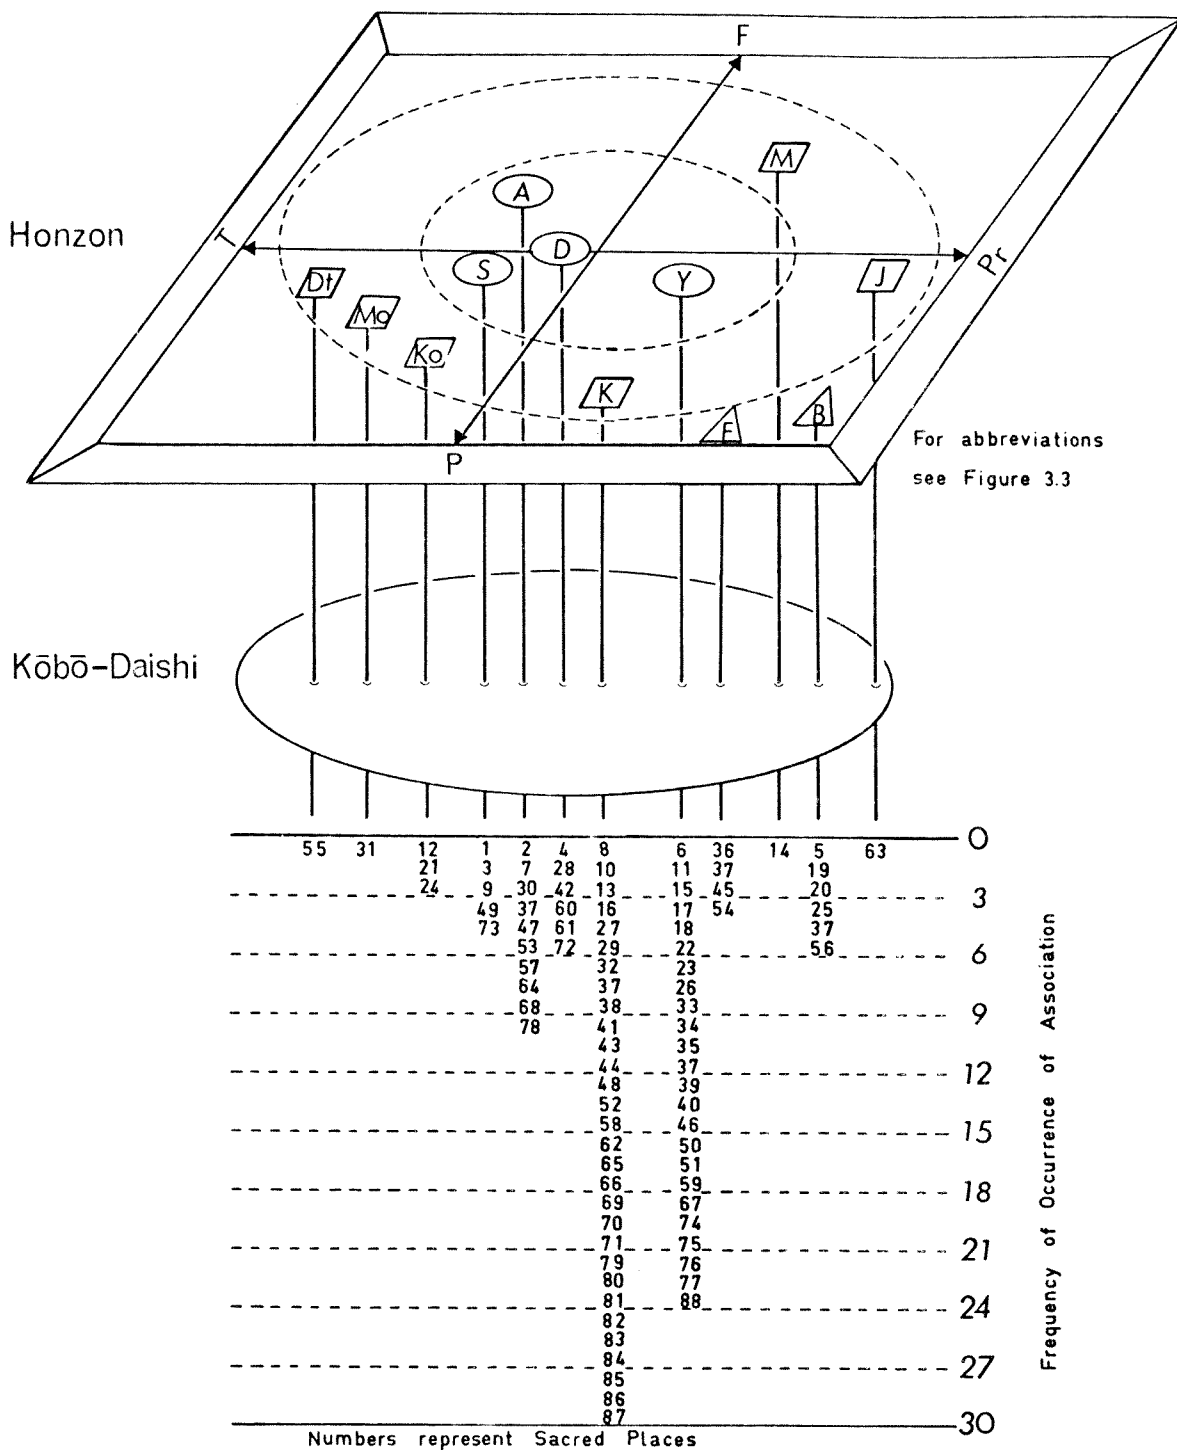 F
M
A
Honzon
T
D
Pr
S
Y
J
Dt
Mo
Ko
K
F
B
For abbreviations
P
see Figure 3.3
Kōbō-Daishi
0
55 31 12 1 2 4 8 6 36 14 5 63
21 3 7 28 10 11 37 19
24 9 30 42 13 15 45 20 3
49 37 60 16 17 54 25
73 47 61 27 18 37
53 72 29 22 56 6
57 32 23
64 37 26
68 38 33 9
78 41 34
43 35
44 37 12
48 39
52 40
58 46 15
62 50
65 51
66 59 18
69 67
70 74
71 75 21
79 76
80 77
81 88 24
82
83
84 27
85
86
87 30
Frequency of Occurrence of Association
Numbers represent Sacred Places